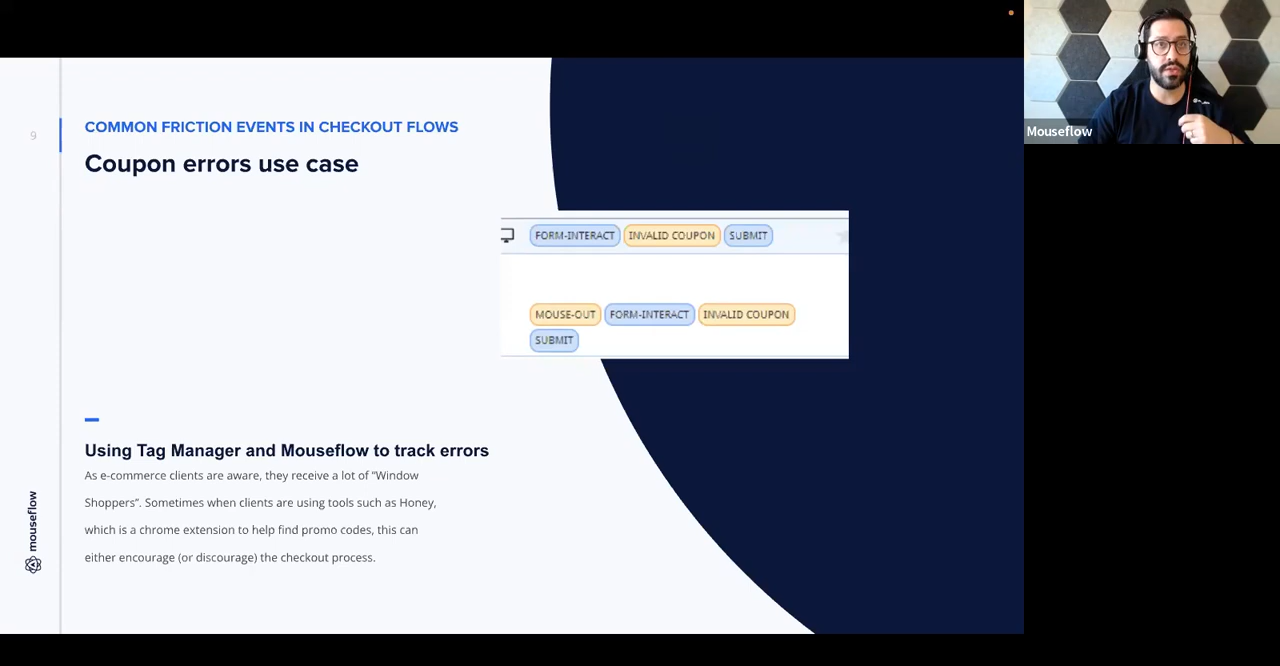 9
COMMON FRICTION EVENTS IN CHECKOUT FLOWS
Coupon errors use case
FORM-INTERACT INVALID COUPON SUBMIT
MOUSE-OUT FORM-INTERACT INVALID COUPON
SUBMIT
Using Tag Manager and Mouseflow to track errors
As e-commerce clients are aware, they receive a lot of "Window
Shoppers". Sometimes when clients are using tools such as Honey,
which is a chrome extension to help find promo codes, this can
either encourage (or discourage) the checkout process.
mouseflow
Mouseflow